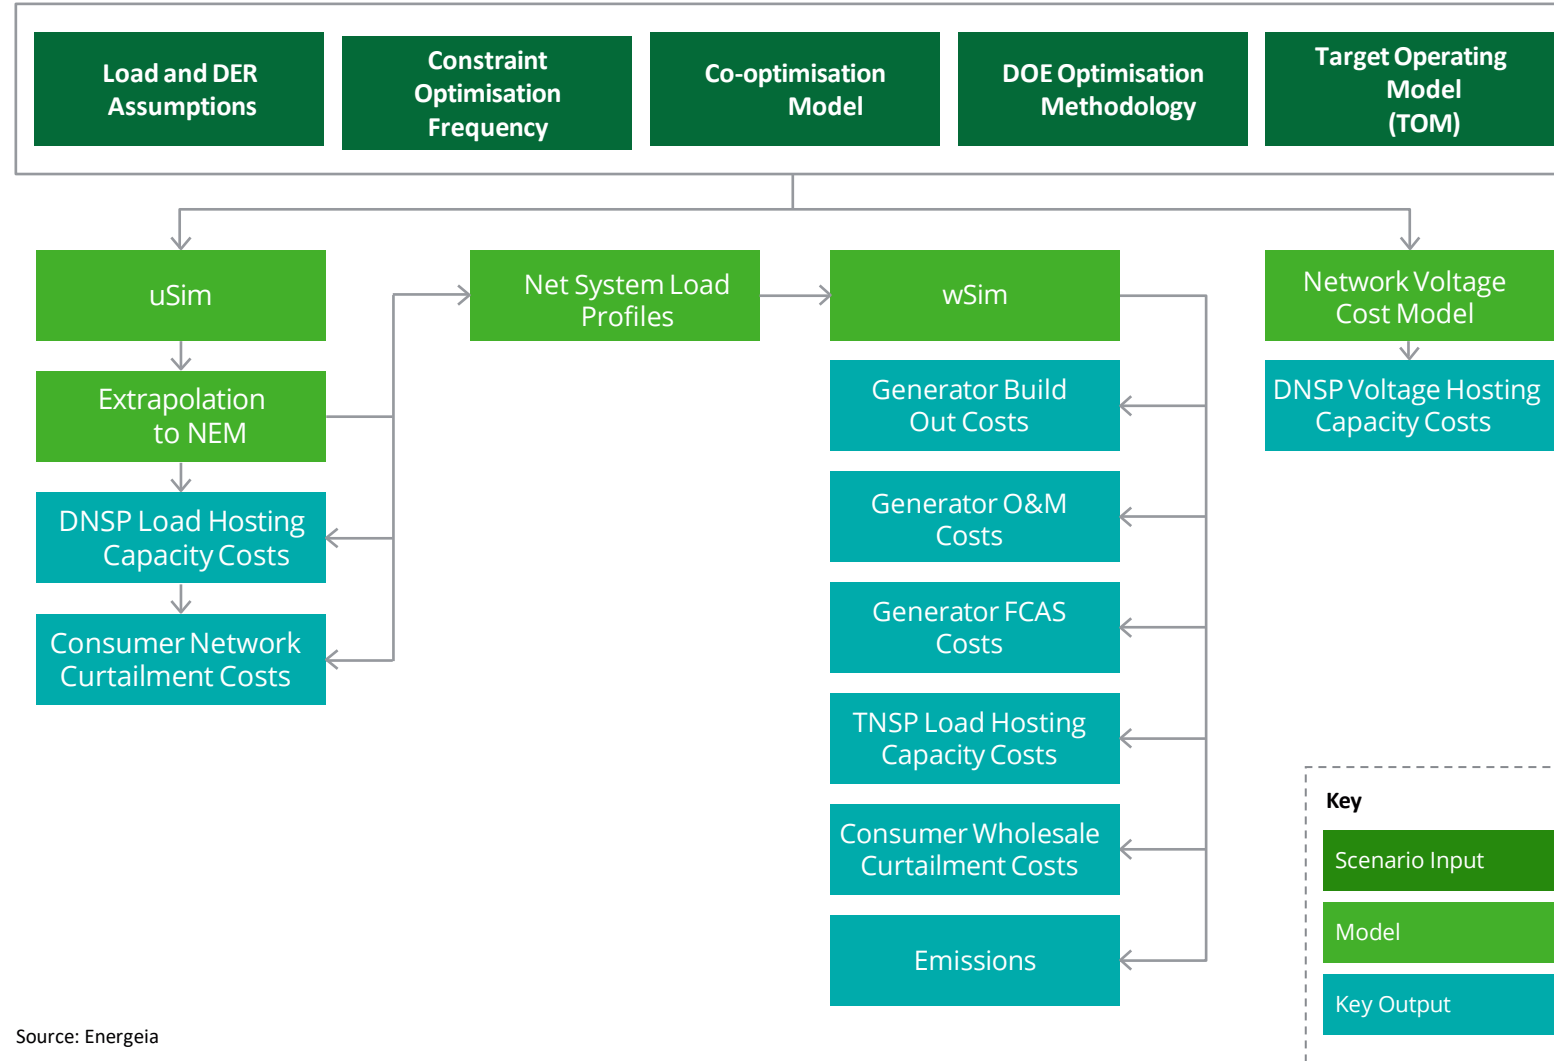 Load and DER
Assumptions
Constraint
Optimisation
Frequency
Co-optimisation
Model
DOE Optimisation
Methodology
Target Operating
Model
(TOM)
uSim
Net System Load
Profiles
wSim
Network Voltage
Cost Model
Extrapolation
to NEM
Generator Build
Out Costs
DNSP Voltage Hosting
Capacity Costs
DNSP Load Hosting
Capacity Costs
Generator O&M
Costs
Consumer Network
Curtailment Costs
Generator FCAS
Costs
TNSP Load Hosting
Capacity Costs
Consumer Wholesale
Curtailment Costs
Emissions
Key
Scenario Input
Model
Key Output
Source: Energeia